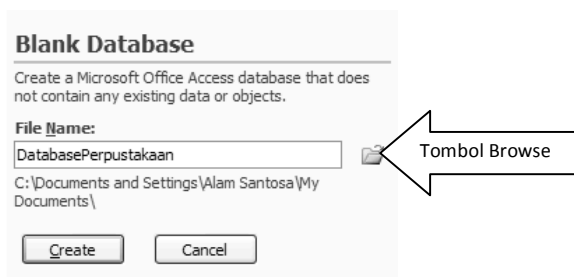 Blank Database
Create a Microsoft Office Access database that does
not contain any existing data or objects.
File Name:
DatabasePerpustakaan
Tombol Browse
C:\Documents and Settings\Alam Santosa\My
Documents\
Create
Cancel